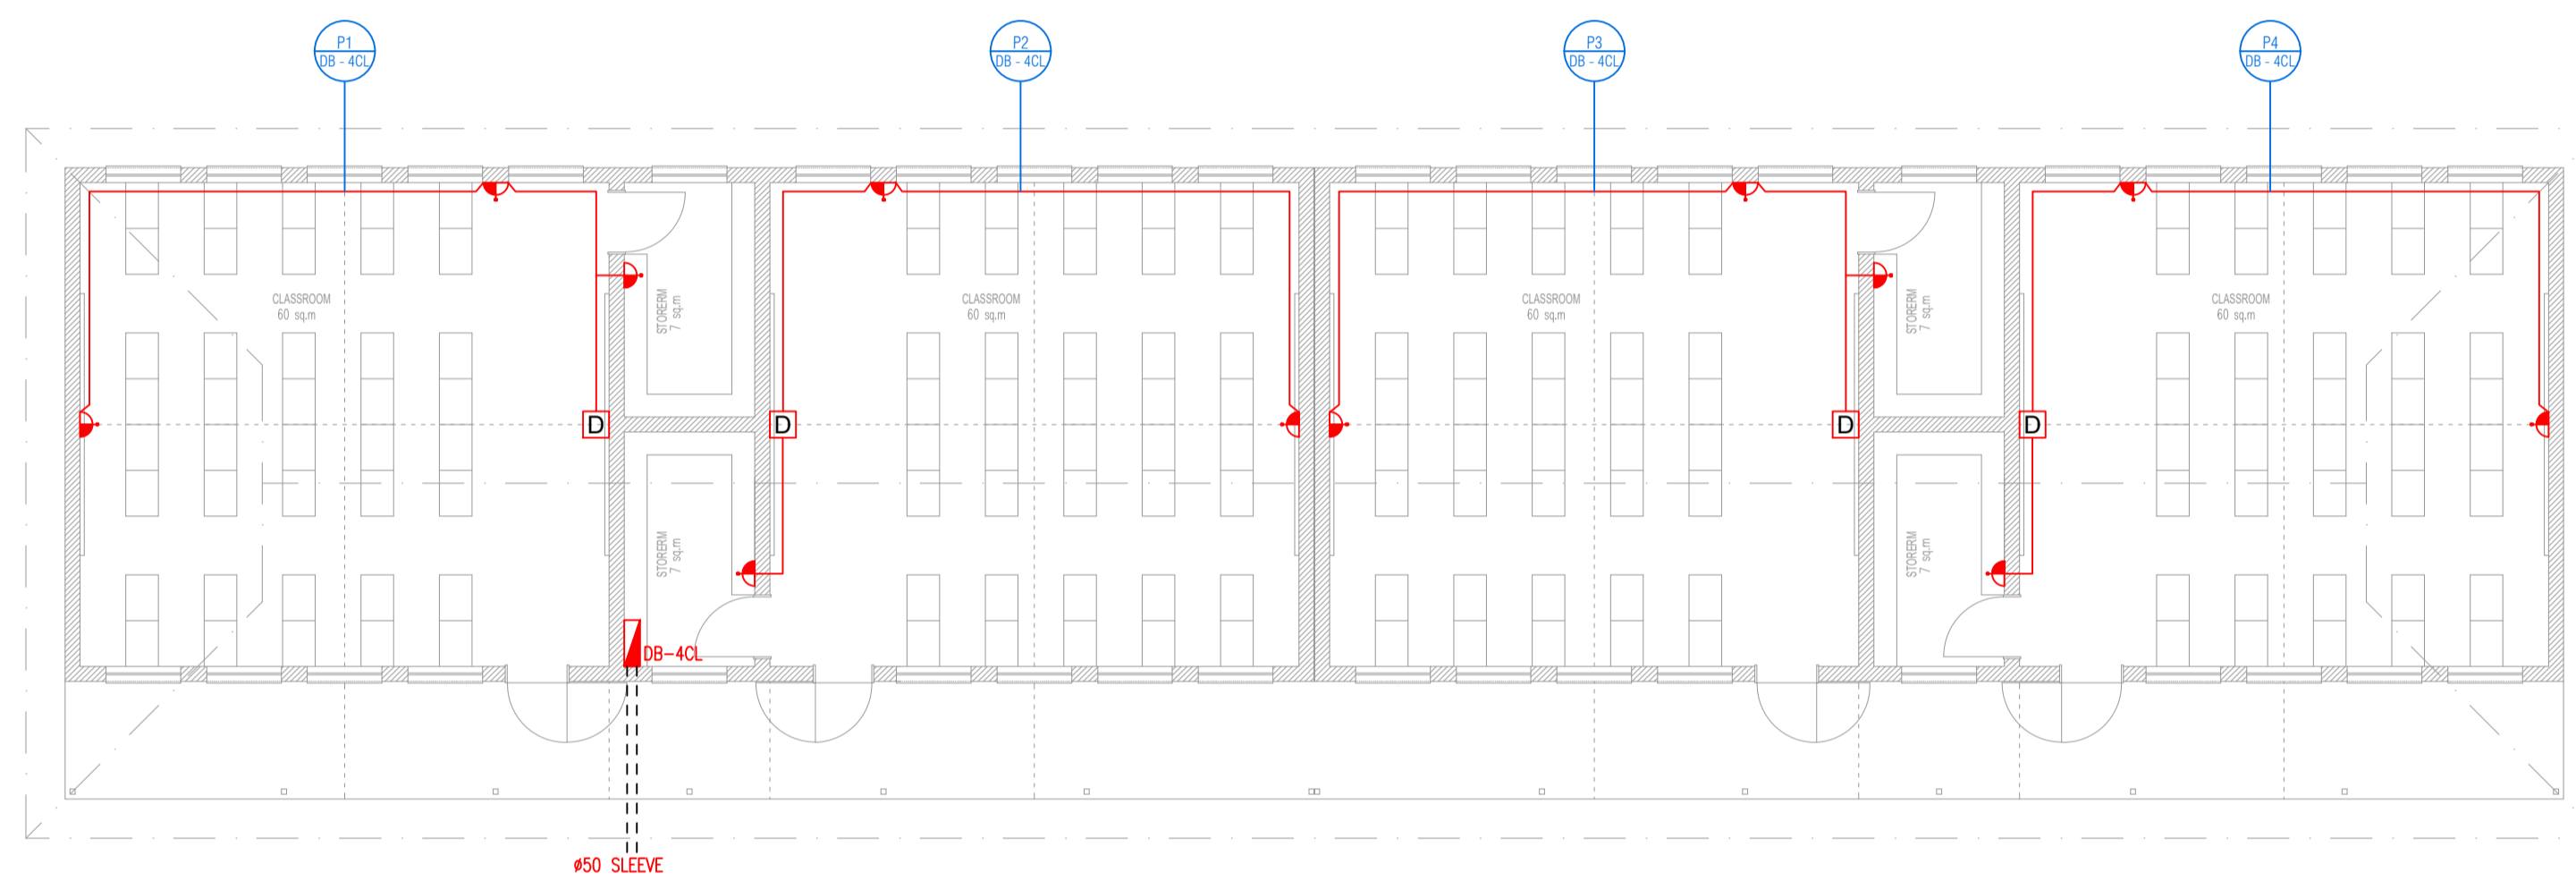 P1
DB - 4CL
P2
DB - 4CL
P3
DB - 4CL
P4
DB - 4CL
CLASSROOM
60 sq.m
STORERM
7 sq.m
CLASSROOM
60 sq.m
CLASSROOM
60 sq.m
STORERM
7 sq.m
CLASSROOM
60 sq.m
D
D
D
D
STORERM
7 sq.m
STORERM
7 sq.m
DB-4CL
ø50 SLEEVE